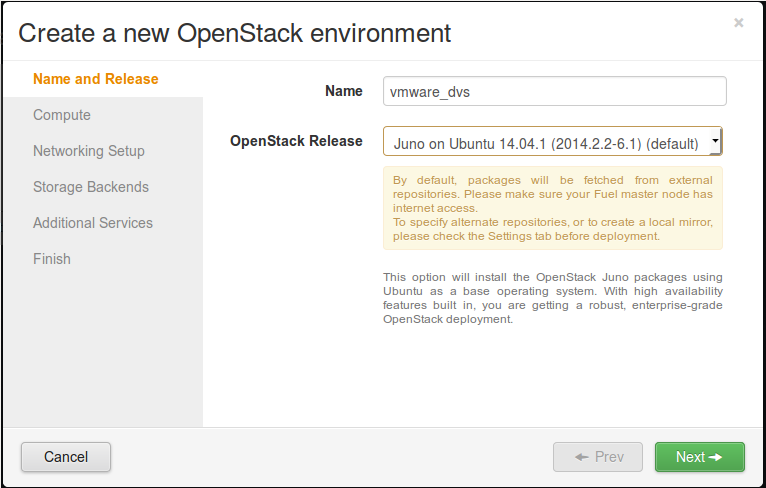 Create a new OpenStack environment
×
Name and Release
Compute
Networking Setup
Storage Backends
Additional Services
Finish
Name
vmware_dvs
OpenStack Release
Juno on Ubuntu 14.04.1 (2014.2.2-6.1) (default)
By default, packages will be fetched from external
repositories. Please make sure your Fuel master node has
internet access.
To specify alternate repositories, or to create a local mirror,
please check the Settings tab before deployment.
This option will install the OpenStack Juno packages using
Ubuntu as a base operating system. With high availability
features built in, you are getting a robust, enterprise-grade
OpenStack deployment.
Cancel
Prev
Next